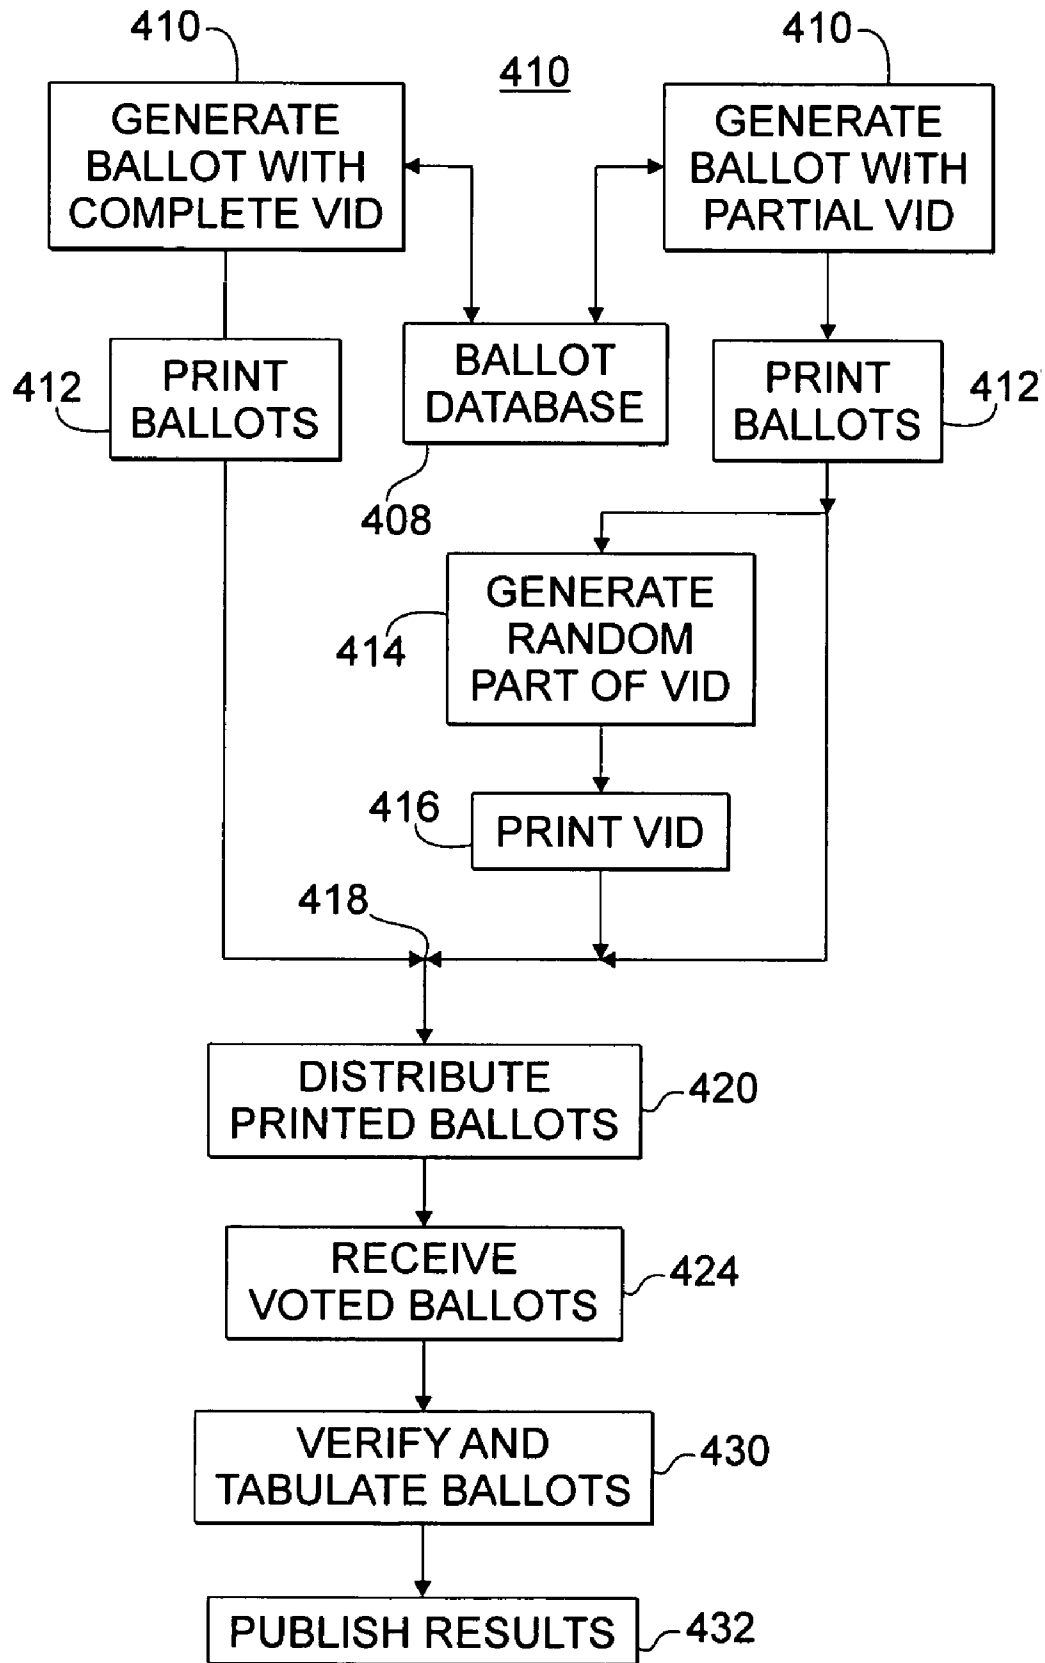 410
410
410
GENERATE
BALLOT WITH
COMPLETE VID
GENERATE
BALLOT WITH
PARTIAL VID
412
PRINT
BALLOTS
BALLOT
DATABASE
PRINT
BALLOTS
412
408
414
GENERATE
RANDOM
PART OF VID
416
PRINT VID
418
DISTRIBUTE
PRINTED BALLOTS
420
RECEIVE
VOTED BALLOTS
424
VERIFY AND
TABULATE BALLOTS
430
PUBLISH RESULTS
432